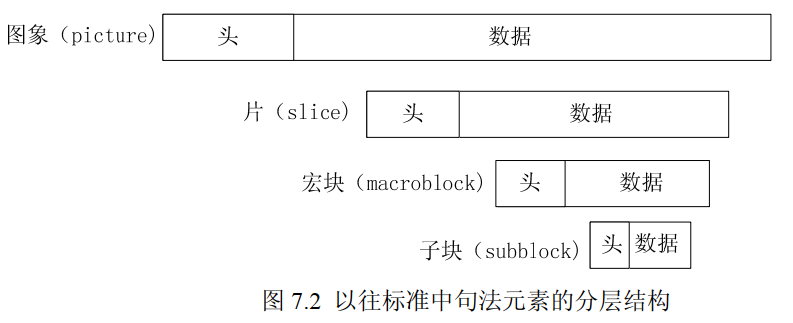 图象（picture）头 数据
片（slice）头 数据
宏块（macroblock）头 数据
子块（subblock）头 数据
图 7.2 以往标准中句法元素的分层结构